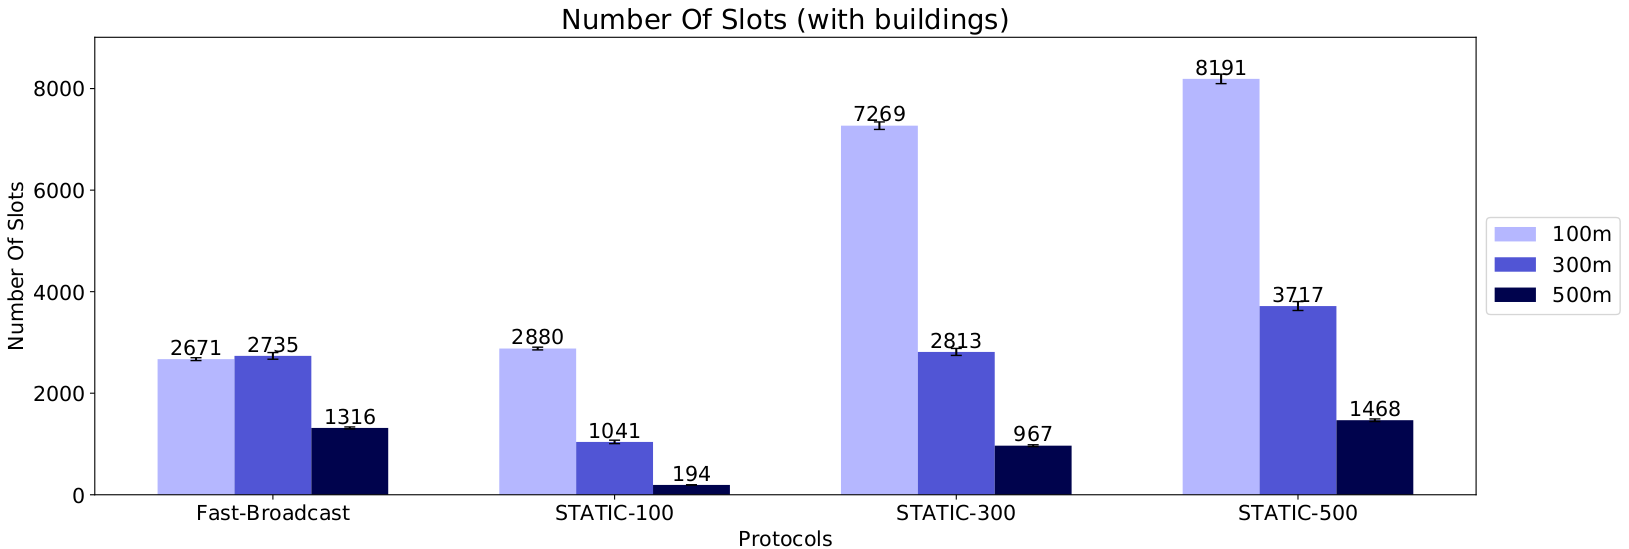 Number Of Slots (with buildings)
Number Of Slots
8000
6000
4000
2000
0
2671
2735
1316
2880
1041
194
7269
2813
967
8191
3717
1468
Fast-Broadcast
STATIC-100
STATIC-300
STATIC-500
Protocols
100m
300m
500m